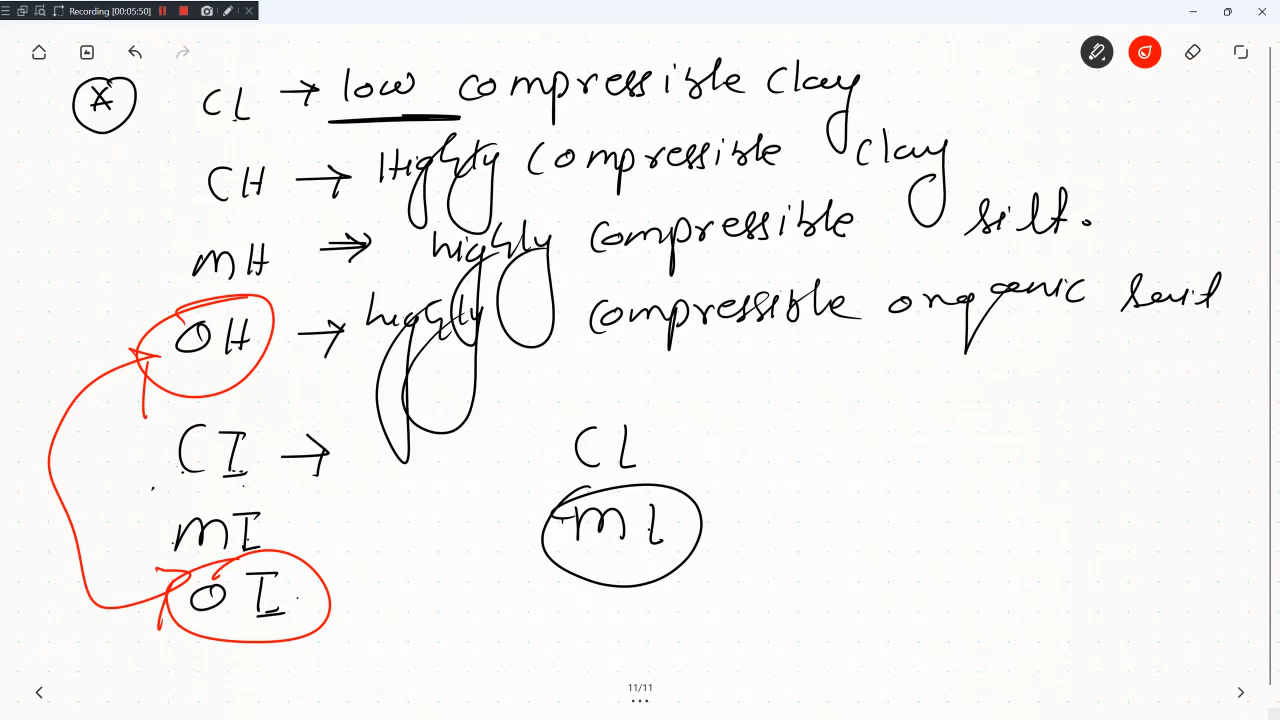 Recording [00:05:50]
CL → low compressible clay
CH → Highly compressible clay
MH → highly compressible silt.
OH → highly compressible organic soil
CI → CL
MI ML
OI
11/11